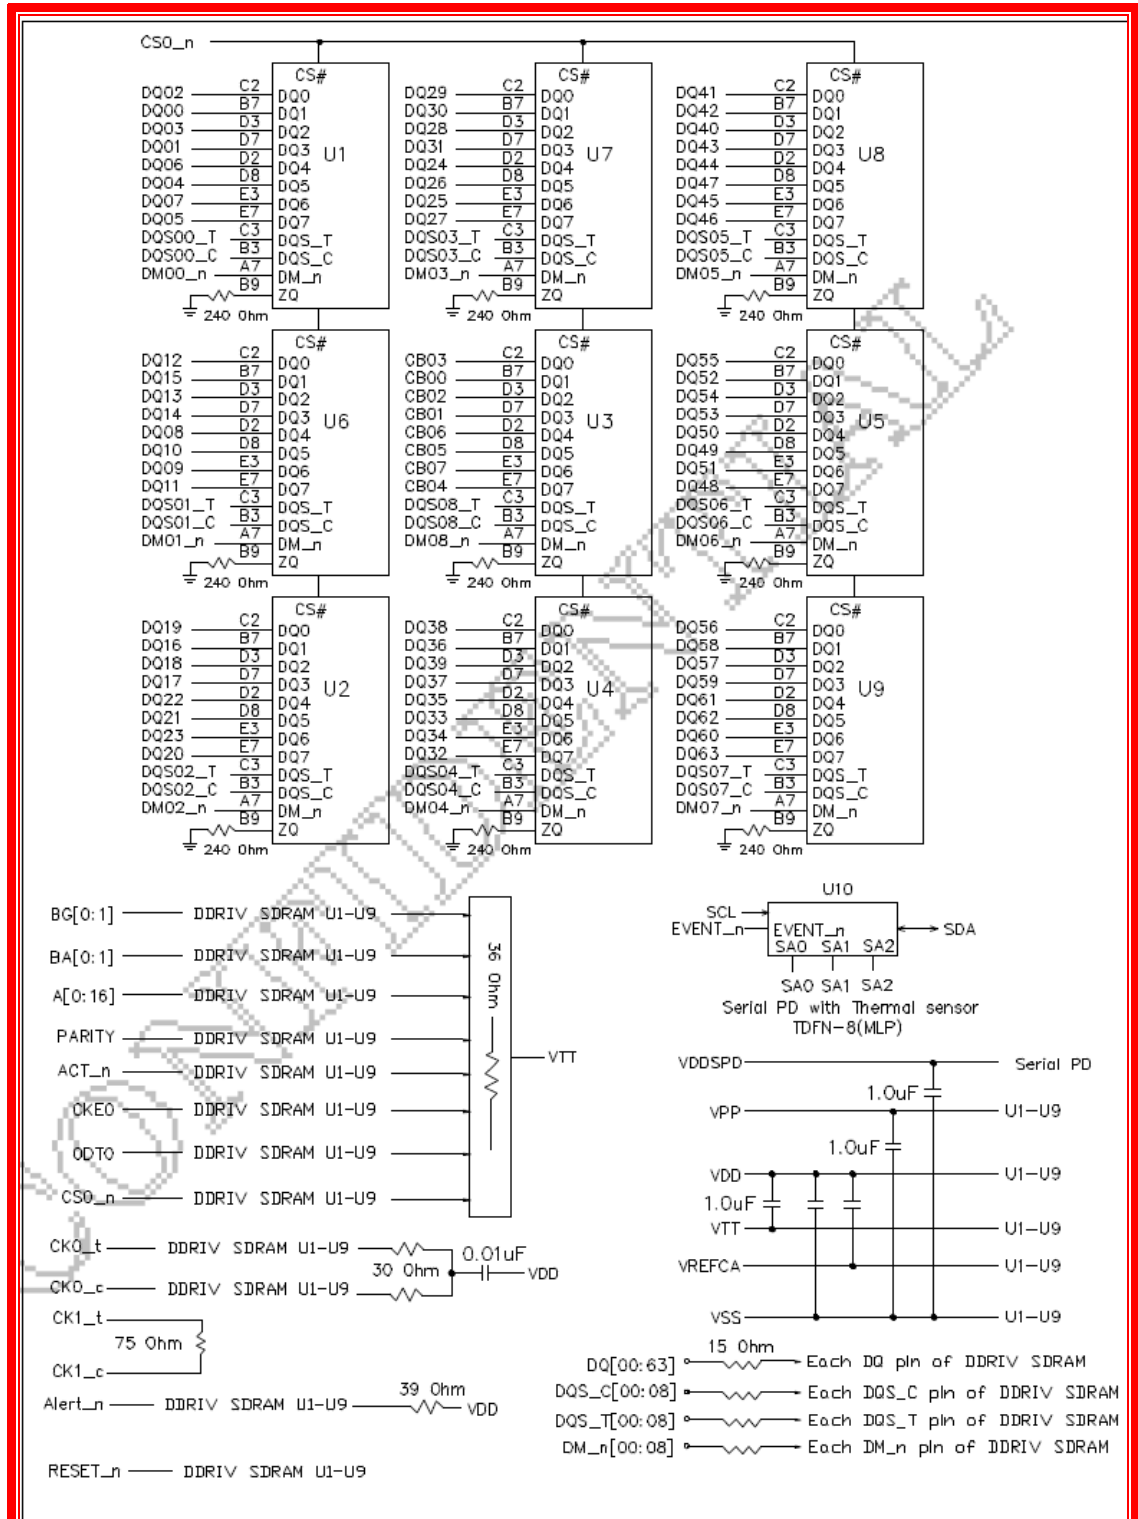 CS0_n
CS#
DQ02 C2 DQ0
DQ00 B7 DQ1
DQ03 D3 DQ2
DQ01 D7 DQ3
U1
DQ06 D2 DQ4
DQ04 D8 DQ5
DQ07 E3 DQ6
DQ05 E7 DQ7
DQS00_T C3 DQS_T
DQS00_C B3 DQS_C
DM00_n A7 DM_n
B9 ZQ
240 Ohm
CS#
DQ29 C2 DQ0
DQ30 B7 DQ1
DQ28 D3 DQ2
DQ31 D7 DQ3
U7
DQ24 D2 DQ4
DQ26 D8 DQ5
DQ25 E3 DQ6
DQ27 E7 DQ7
DQS03_T C3 DQS_T
DQS03_C B3 DQS_C
DM03_n A7 DM_n
B9 ZQ
240 Ohm
CS#
DQ41 C2 DQ0
DQ42 B7 DQ1
DQ40 D3 DQ2
DQ43 D7 DQ3
U8
DQ44 D2 DQ4
DQ47 D8 DQ5
DQ45 E3 DQ6
DQ46 E7 DQ7
DQS05_T C3 DQS_T
DQS05_C B3 DQS_C
DM05_n A7 DM_n
B9 ZQ
240 Ohm
CS#
DQ12 C2 DQ0
DQ15 B7 DQ1
DQ13 D3 DQ2
DQ14 D7 DQ3
U6
DQ08 D2 DQ4
DQ10 D8 DQ5
DQ09 E3 DQ6
DQ11 E7 DQ7
DQS01_T C3 DQS_T
DQS01_C B3 DQS_C
DM01_n A7 DM_n
B9 ZQ
240 Ohm
CS#
CB03 C2 DQ0
CB00 B7 DQ1
CB02 D3 DQ2
CB01 D7 DQ3
U3
CB06 D2 DQ4
CB05 D8 DQ5
CB07 E3 DQ6
CB04 E7 DQ7
DQS08_T C3 DQS_T
DQS08_C B3 DQS_C
DM08_n A7 DM_n
B9 ZQ
240 Ohm
CS#
DQ55 C2 DQ0
DQ52 B7 DQ1
DQ54 D3 DQ2
DQ53 D7 DQ3
U5
DQ50 D2 DQ4
DQ49 D8 DQ5
DQ51 E3 DQ6
DQ48 E7 DQ7
DQS06_T C3 DQS_T
DQS06_C B3 DQS_C
DM06_n A7 DM_n
B9 ZQ
240 Ohm
CS#
DQ19 C2 DQ0
DQ16 B7 DQ1
DQ18 D3 DQ2
DQ17 D7 DQ3
U2
DQ22 D2 DQ4
DQ21 D8 DQ5
DQ23 E3 DQ6
DQ20 E7 DQ7
DQS02_T C3 DQS_T
DQS02_C B3 DQS_C
DM02_n A7 DM_n
B9 ZQ
240 Ohm
CS#
DQ38 C2 DQ0
DQ36 B7 DQ1
DQ39 D3 DQ2
DQ37 D7 DQ3
U4
DQ35 D2 DQ4
DQ33 D8 DQ5
DQ34 E3 DQ6
DQ32 E7 DQ7
DQS04_T C3 DQS_T
DQS04_C B3 DQS_C
DM04_n A7 DM_n
B9 ZQ
240 Ohm
CS#
DQ56 C2 DQ0
DQ58 B7 DQ1
DQ57 D3 DQ2
DQ59 D7 DQ3
U9
DQ61 D2 DQ4
DQ62 D8 DQ5
DQ60 E3 DQ6
DQ63 E7 DQ7
DQS07_T C3 DQS_T
DQS07_C B3 DQS_C
DM07_n A7 DM_n
B9 ZQ
240 Ohm
CONFIDENTIAL
BG[0:1] DDRIV SDRAM U1-U9
BA[0:1] DDRIV SDRAM U1-U9
A[0:16] DDRIV SDRAM U1-U9
PARITY DDRIV SDRAM U1-U9
ACT_n DDRIV SDRAM U1-U9
CKE0 DDRIV SDRAM U1-U9
ODT0 DDRIV SDRAM U1-U9
CS0_n DDRIV SDRAM U1-U9
36 Ohm
VTT
CK0_t DDRIV SDRAM U1-U9
30 Ohm
0.01uF
VDD
CK0_c DDRIV SDRAM U1-U9
CK1_t
75 Ohm
CK1_c
Alert_n DDRIV SDRAM U1-U9 39 Ohm VDD
RESET_n DDRIV SDRAM U1-U9
U10
SCL
EVENT_n EVENT_n SDA
SA0 SA1 SA2
SA0 SA1 SA2
Serial PD with Thermal sensor
TDFN-8(MLP)
VDDSPD Serial PD
1.0uF
VPP U1-U9
1.0uF
VDD U1-U9
1.0uF
VTT U1-U9
VREFCA U1-U9
VSS U1-U9
15 Ohm
DQ[00:63] Each DQ pin of DDRIV SDRAM
DQS_C[00:08] Each DQS_C pin of DDRIV SDRAM
DQS_T[00:08] Each DQS_T pin of DDRIV SDRAM
DM_n[00:08] Each DM_n pin of DDRIV SDRAM